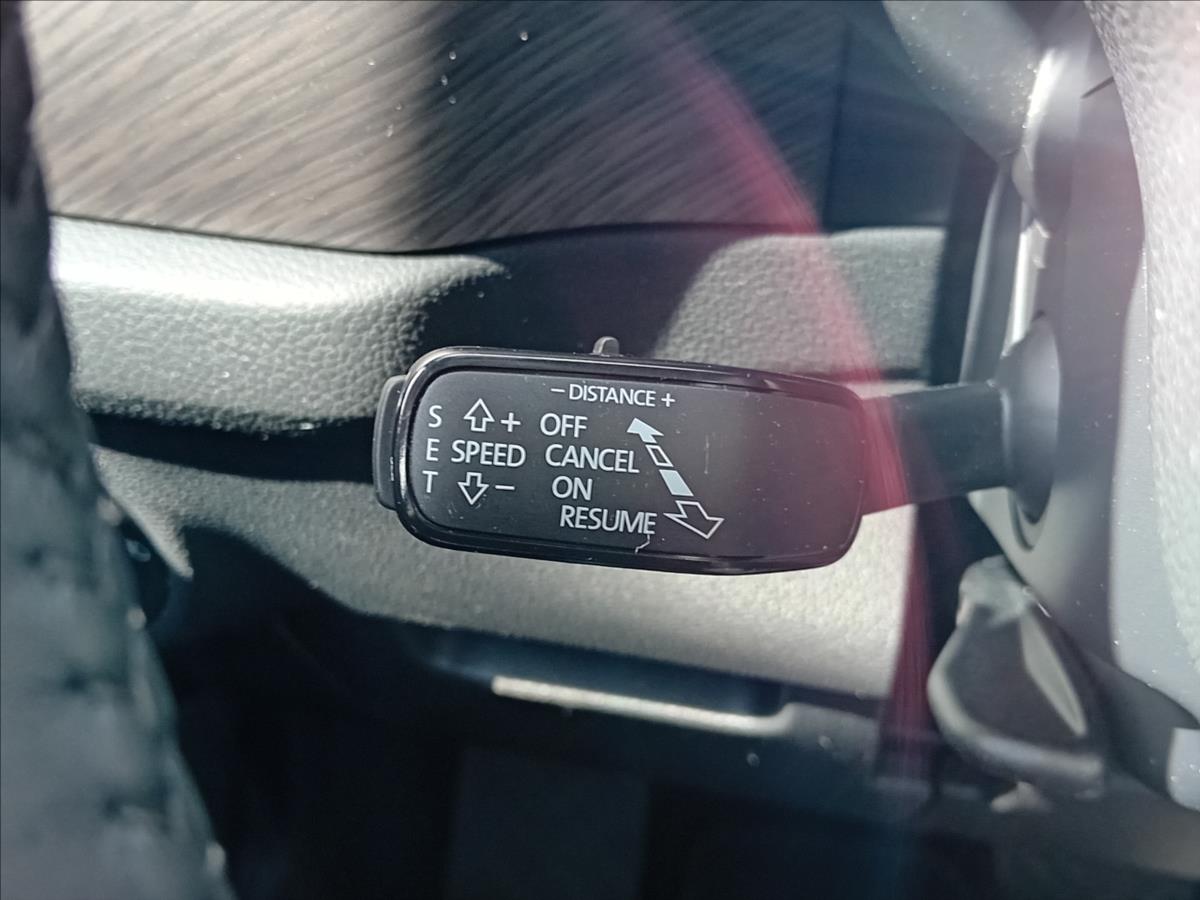 − DISTANCE +
S + OFF
E SPEED CANCEL
T − ON
RESUME